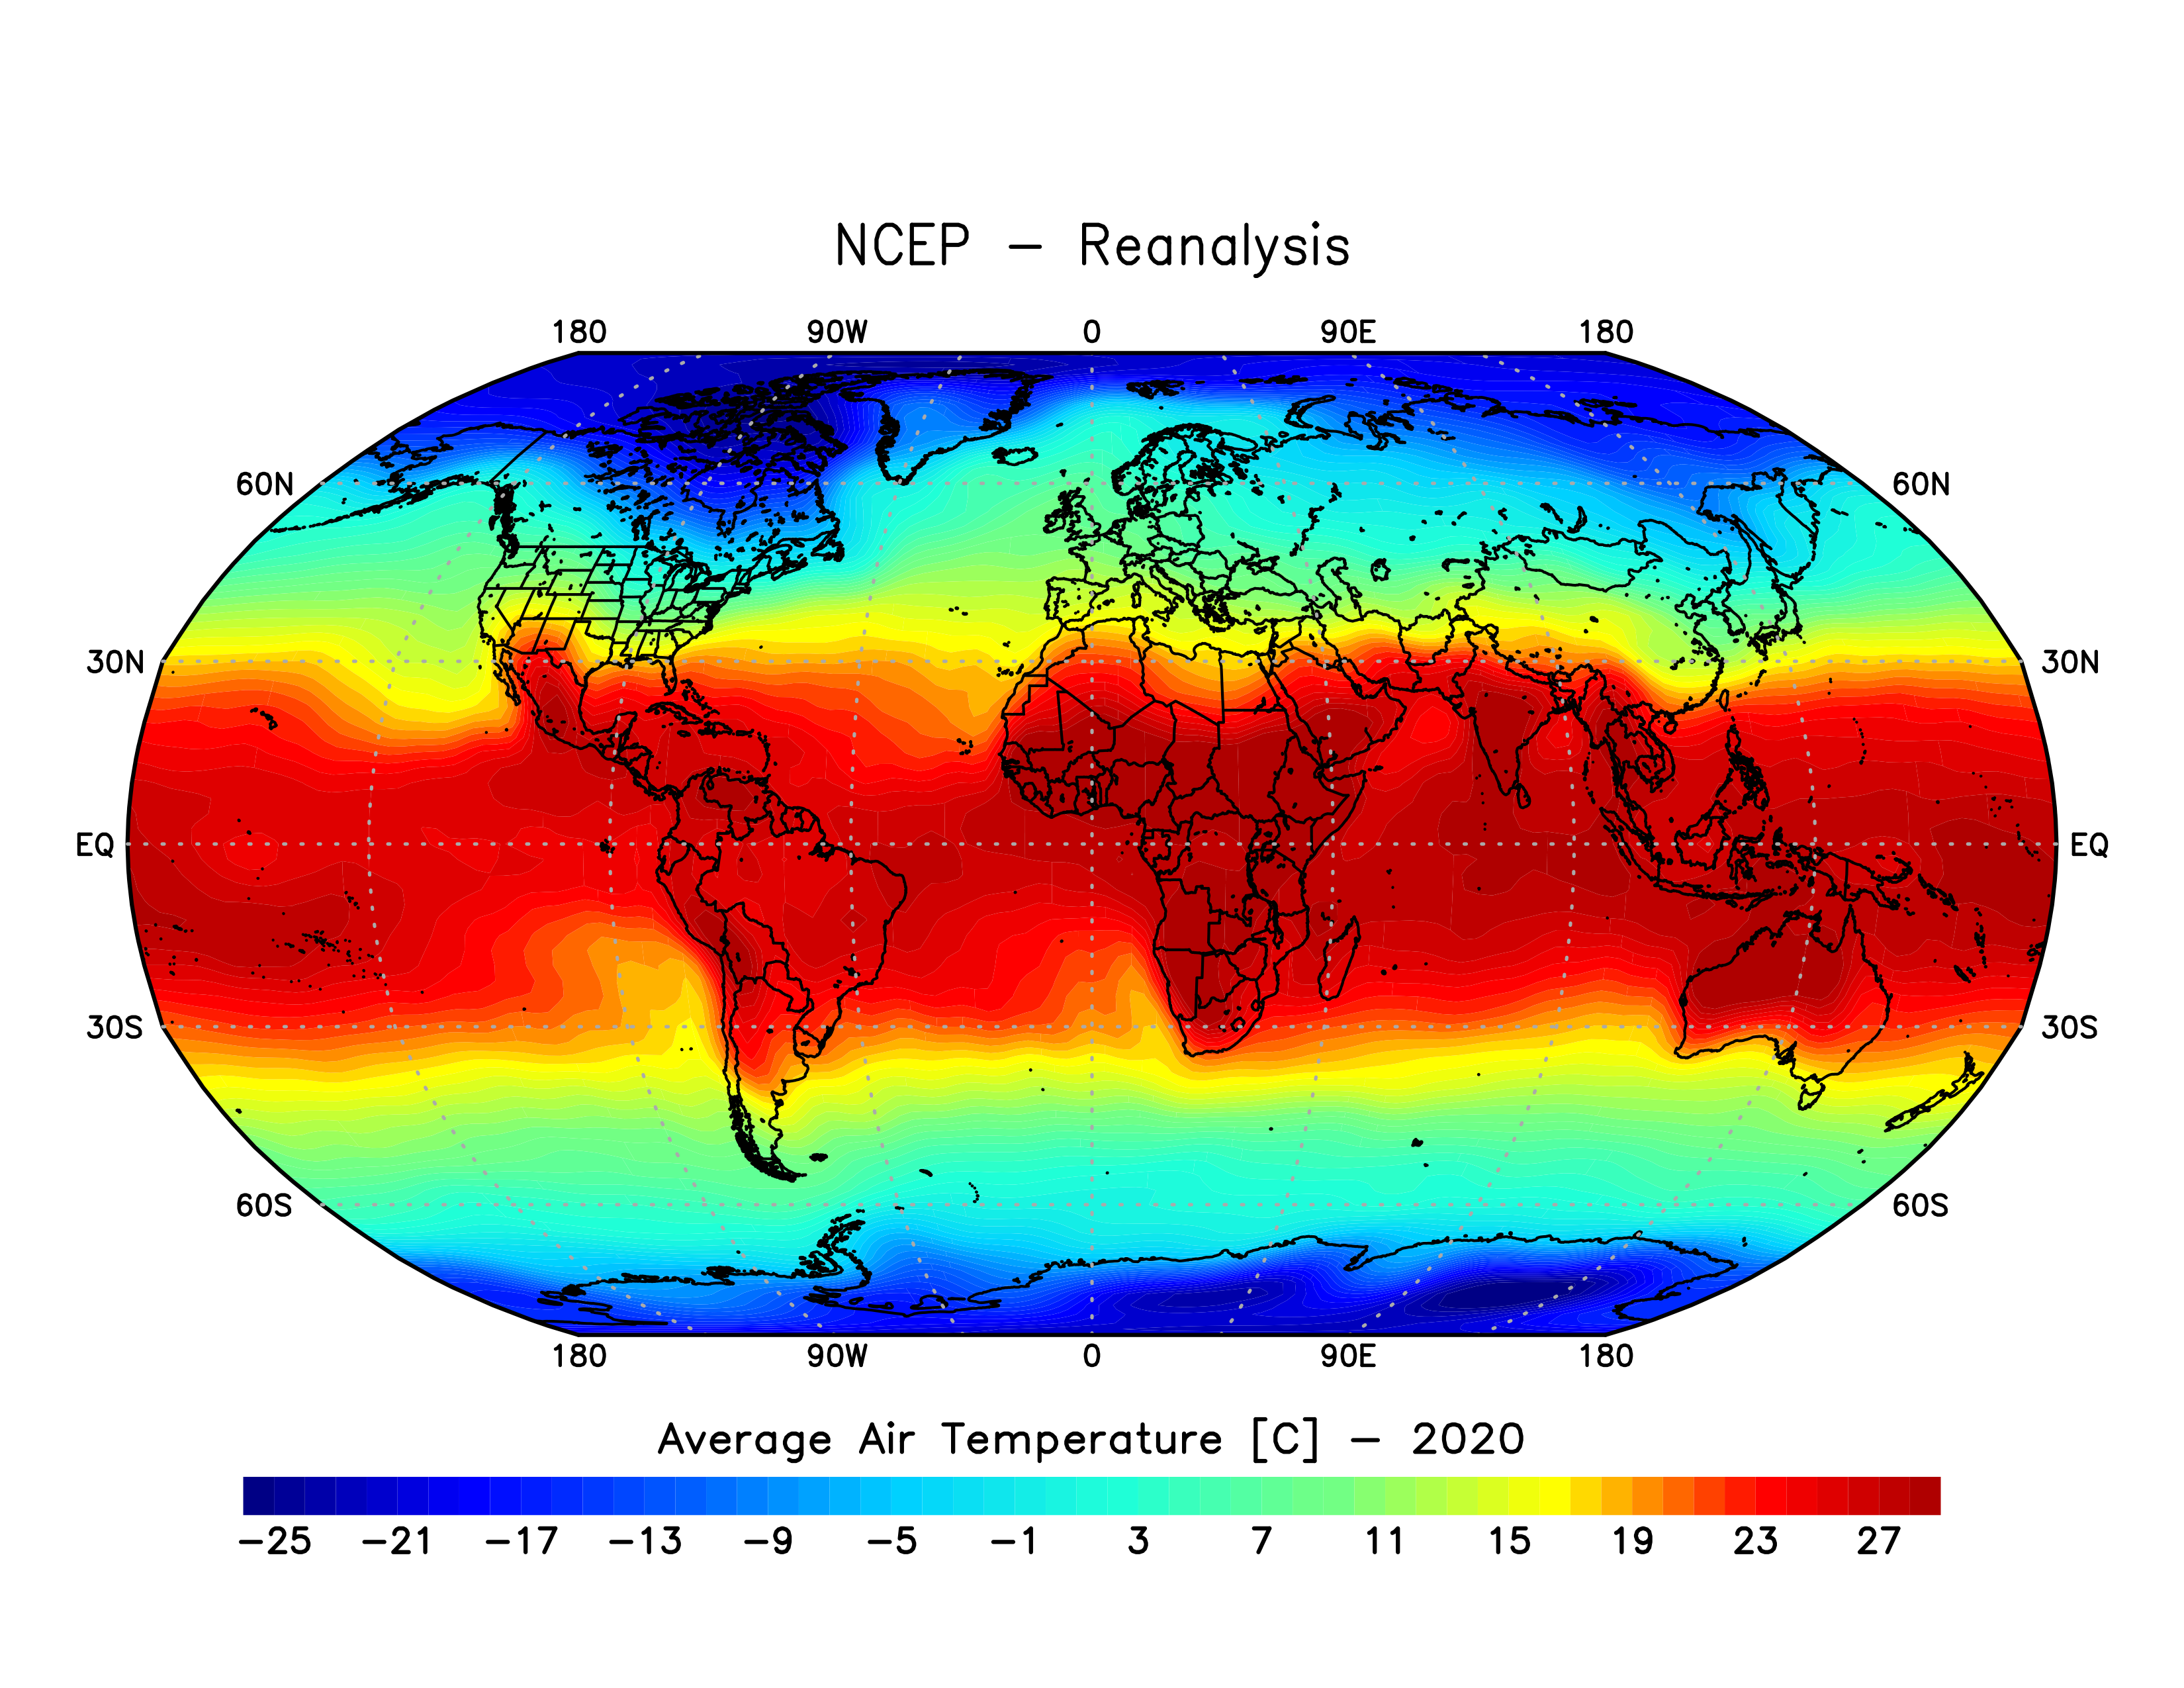 NCEP – Reanalysis
180 90W 0 90E 180
60N 60N
30N 30N
EQ EQ
30S 30S
60S 60S
180 90W 0 90E 180
Average Air Temperature [C] – 2020
−25 −21 −17 −13 −9 −5 −1 3 7 11 15 19 23 27